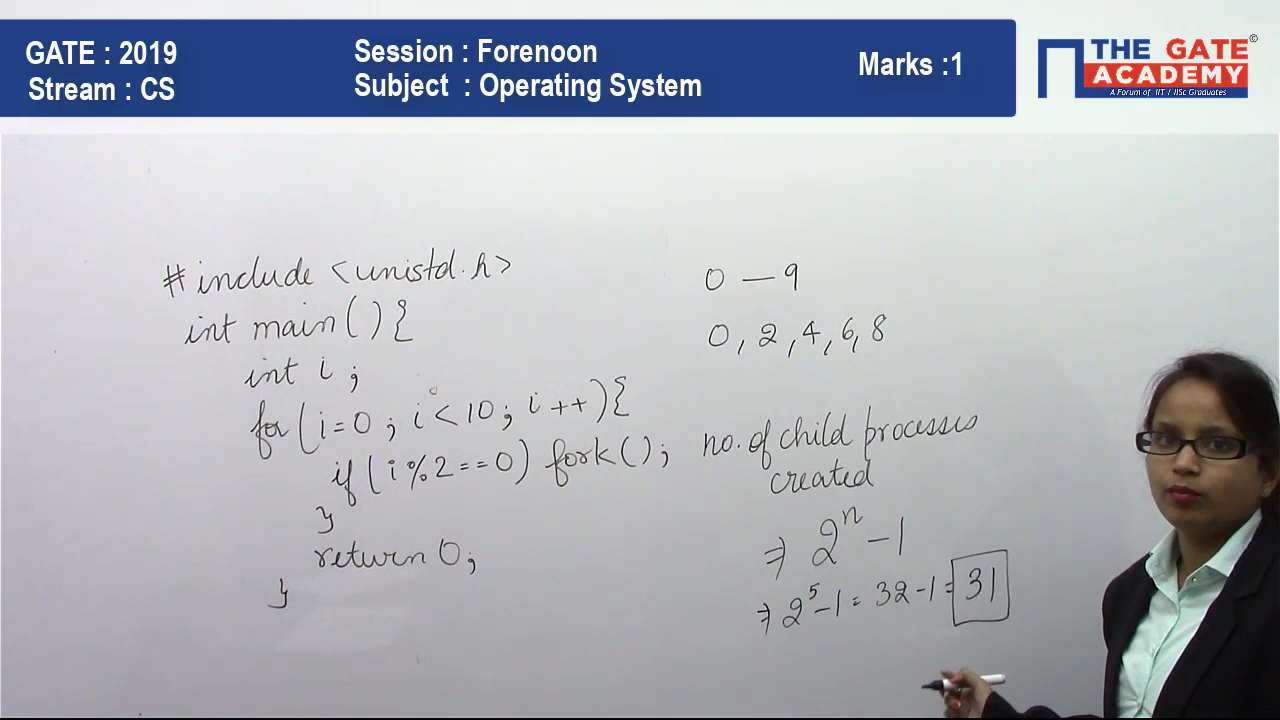 GATE : 2019
Stream : CS
Session : Forenoon
Subject : Operating System
Marks :1
THE GATE
ACADEMY
A Forum of IIT / IISc Graduates
©
#include <unistd.h>
int main(){
int i;
for(i=0; i<10; i++){
if(i%2==0) fork();
}
return 0;
}
0 — 9
0, 2, 4, 6, 8
no. of child processes
created
⇒ 2ⁿ - 1
⇒ 2⁵ - 1 = 32 - 1 = 31